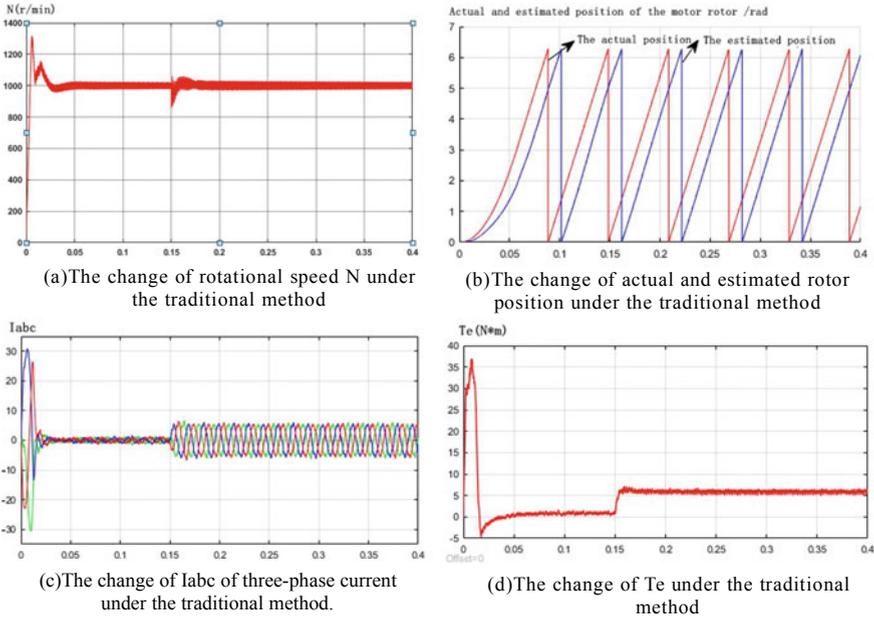 N(r/min)
1400
1200
1000
800
600
400
200
0
0 0.05 0.1 0.15 0.2 0.25 0.3 0.35 0.4
(a)The change of rotational speed N under
the traditional method
Actual and estimated position of the motor rotor /rad
7
6
5
4
3
2
1
0
The actual position
The estimated position
0 0.05 0.1 0.15 0.2 0.25 0.3 0.35 0.4
(b)The change of actual and estimated rotor
position under the traditional method
Iabc
30
20
10
0
-10
-20
-30
0 0.05 0.1 0.15 0.2 0.25 0.3 0.35 0.4
(c)The change of Iabc of three-phase current
under the traditional method.
Te(N*m)
40
35
30
25
20
15
10
5
0
-5
0 0.05 0.1 0.15 0.2 0.25 0.3 0.35 0.4
Offset=0
(d)The change of Te under the traditional
method